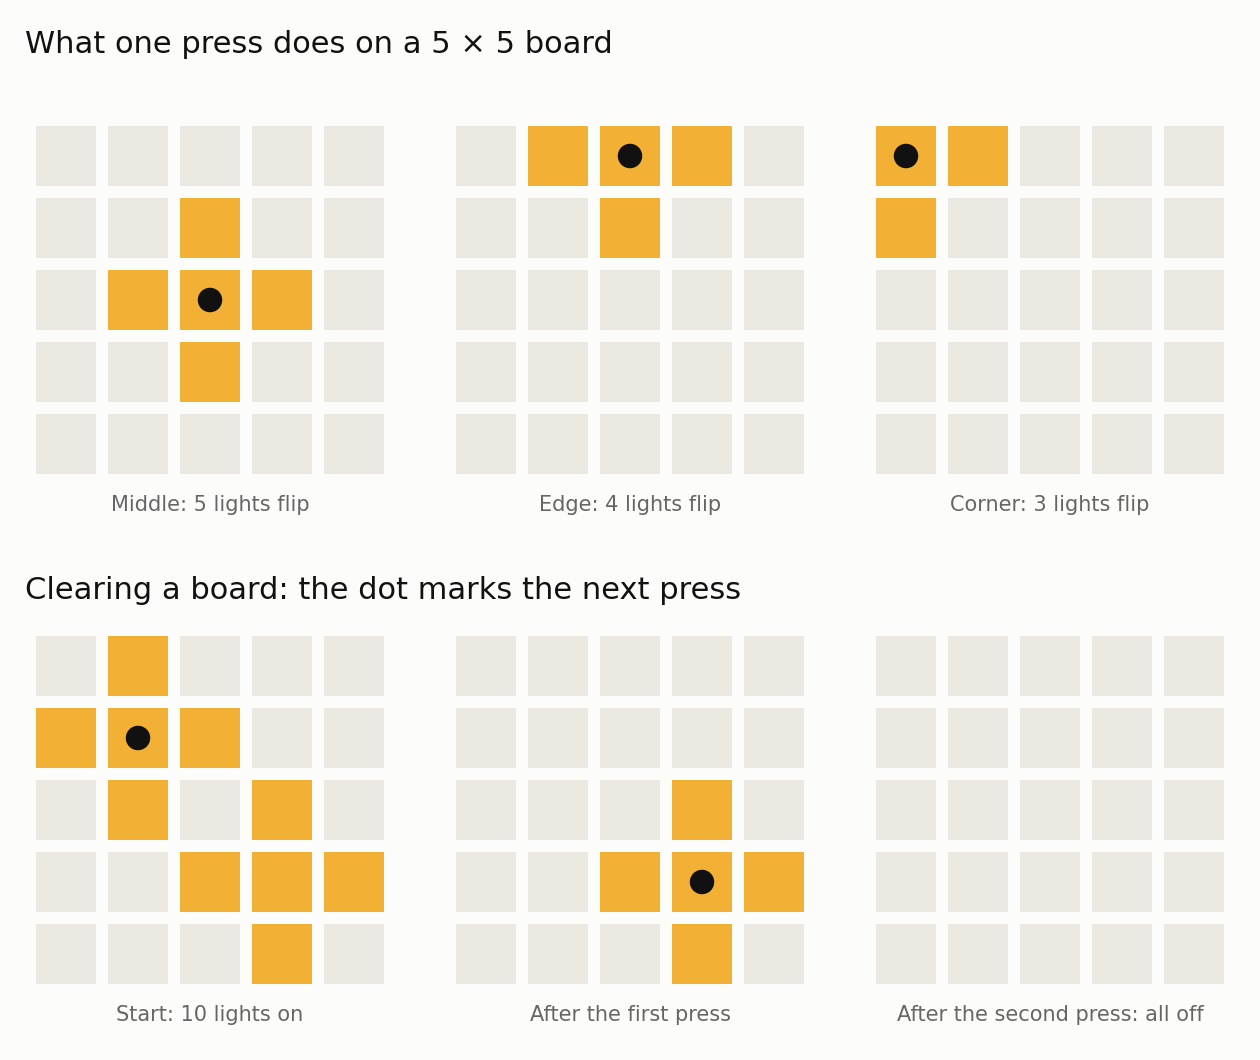 What one press does on a 5 × 5 board
Middle: 5 lights flip
Edge: 4 lights flip
Corner: 3 lights flip
Clearing a board: the dot marks the next press
Start: 10 lights on
After the first press
After the second press: all off